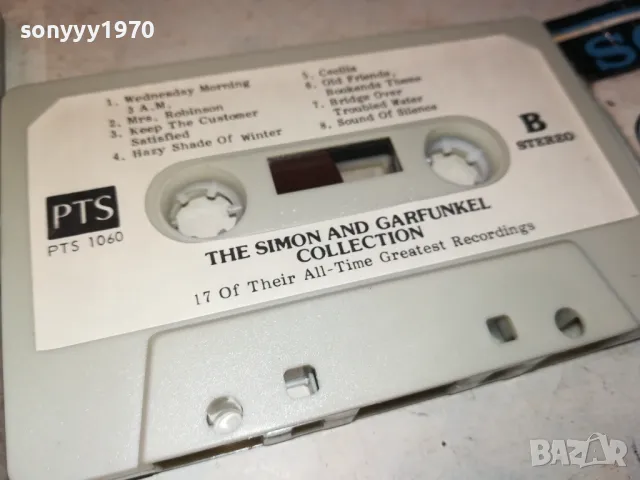 sonyyy1970
1. Wednesday Morning
3 A.M.
2. Mrs. Robinson
3. Keep The Customer
Satisfied
4. Hazy Shade Of Winter
5. Cecilia
6. Old Friends,
Bookends Theme
7. Bridge Over
Troubled Water
8. Sound Of Silence
B
STEREO
PTS
PTS 1060
THE SIMON AND GARFUNKEL
COLLECTION
17 Of Their All-Time Greatest Recordings
BAZAR
bg